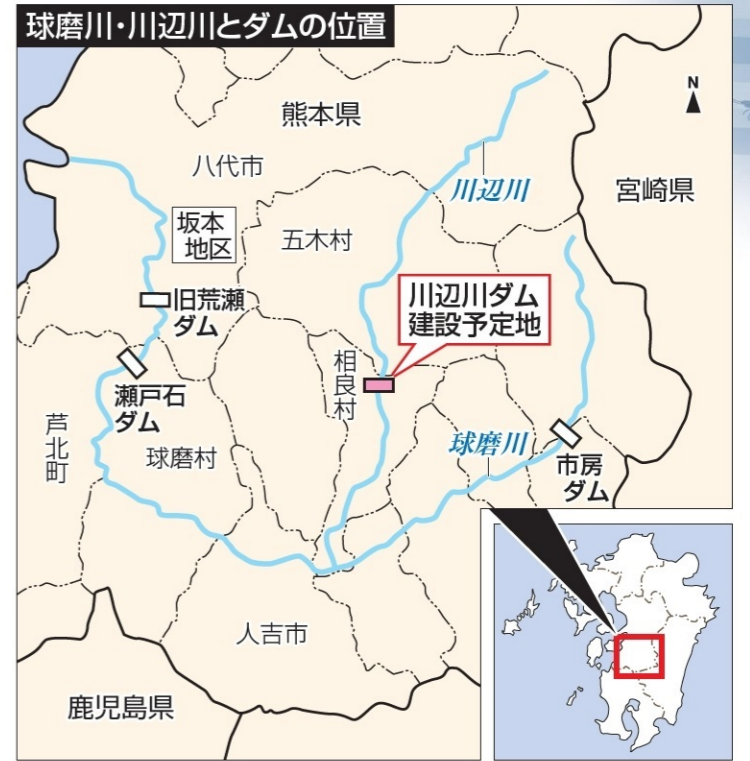 球磨川・川辺川とダムの位置
N
熊本県
八代市
川辺川
宮崎県
坂本
地区
五木村
旧荒瀬
ダム
川辺川ダム
建設予定地
瀬戸石
ダム
相良村
芦北町
球磨村
球磨川
市房
ダム
人吉市
鹿児島県